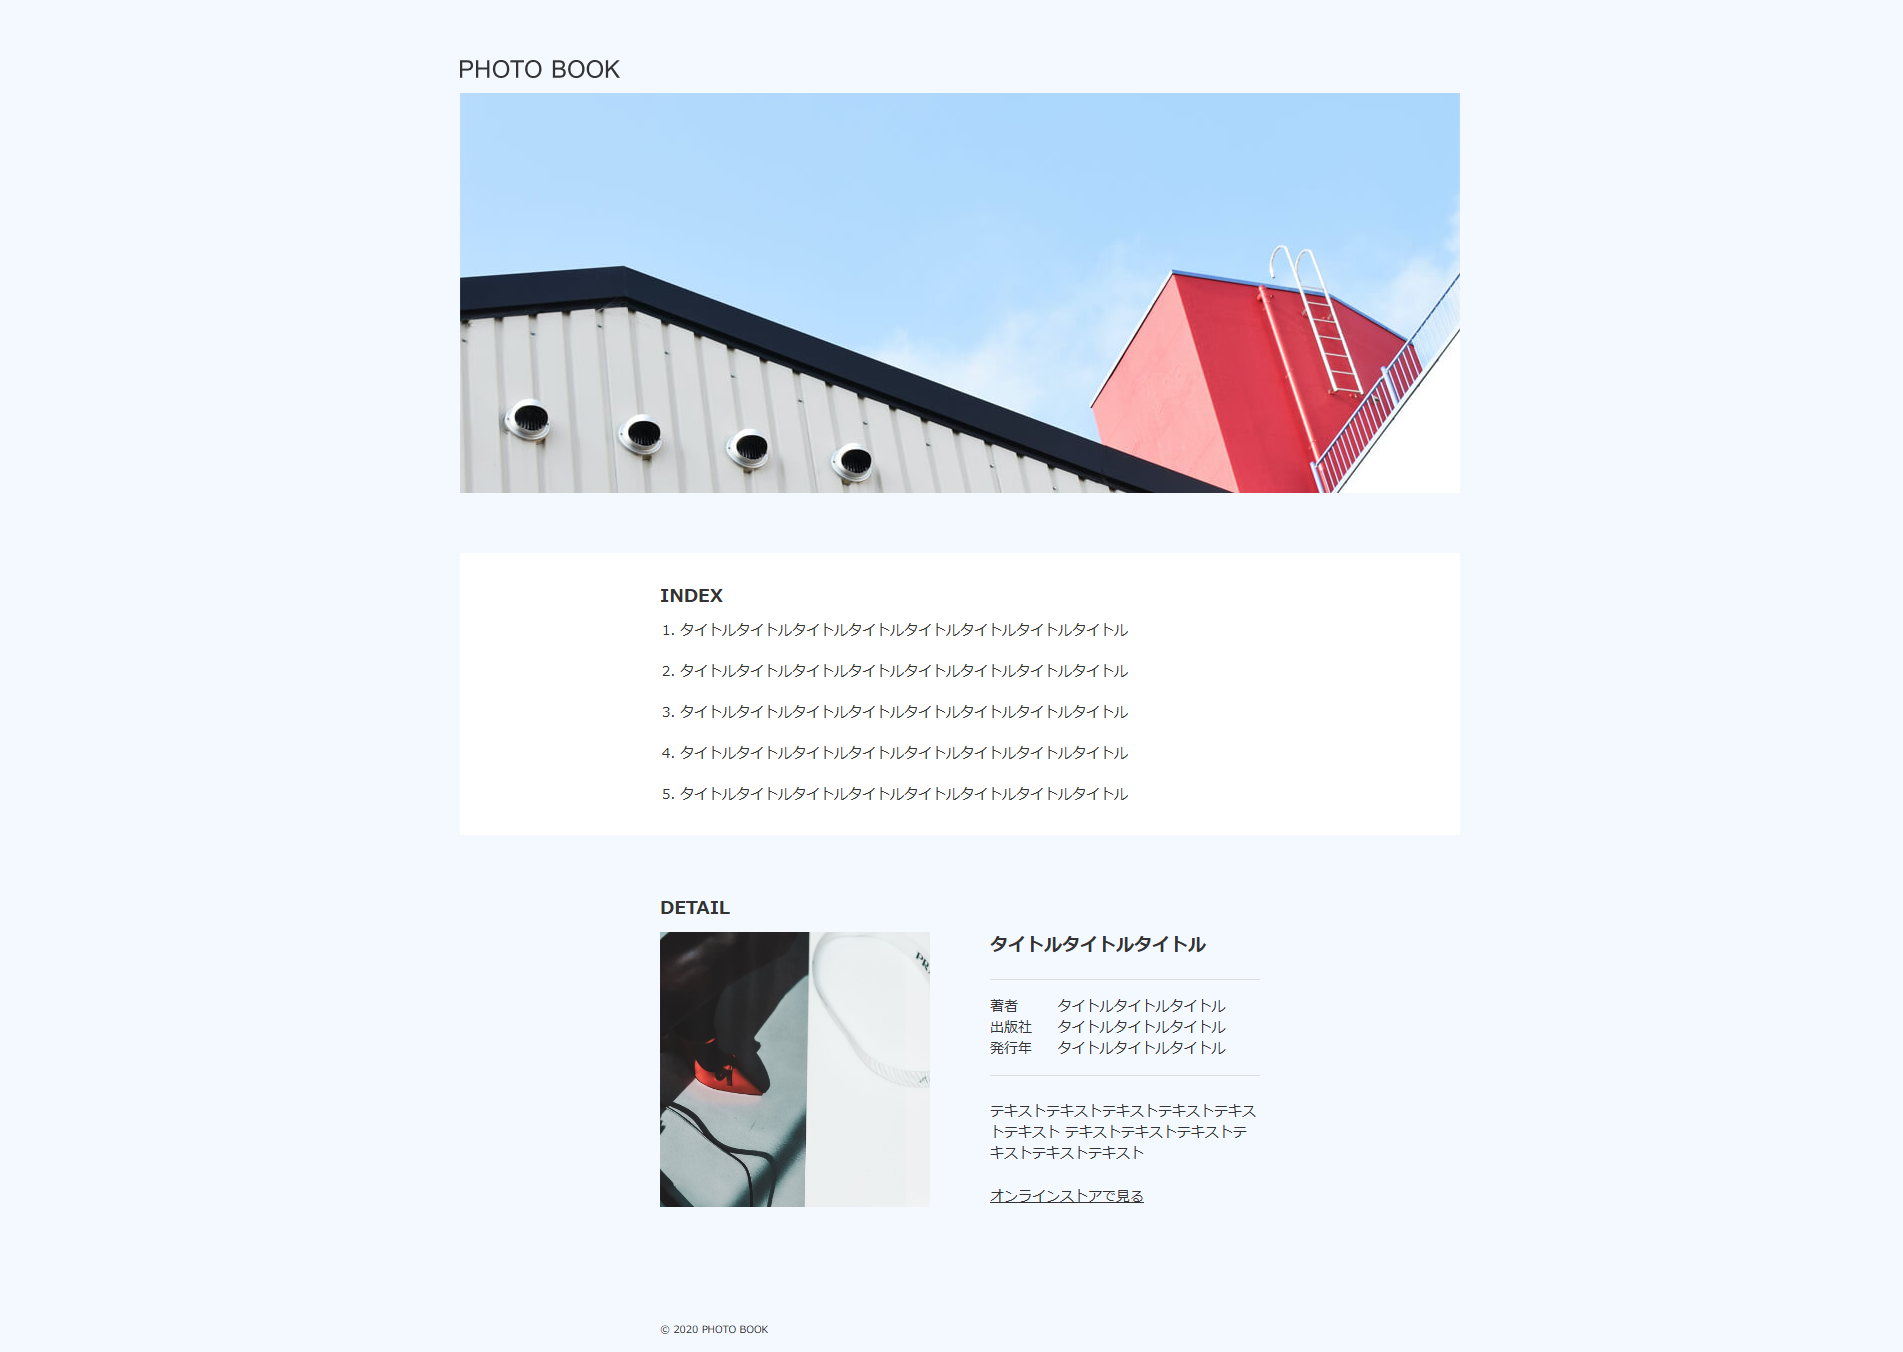 PHOTO BOOK
INDEX
1. タイトルタイトルタイトルタイトルタイトルタイトルタイトルタイトル
2. タイトルタイトルタイトルタイトルタイトルタイトルタイトルタイトル
3. タイトルタイトルタイトルタイトルタイトルタイトルタイトルタイトル
4. タイトルタイトルタイトルタイトルタイトルタイトルタイトルタイトル
5. タイトルタイトルタイトルタイトルタイトルタイトルタイトルタイトル
DETAIL
タイトルタイトルタイトル
著者 タイトルタイトルタイトル
出版社 タイトルタイトルタイトル
発行年 タイトルタイトルタイトル
テキストテキストテキストテキストテキス
トテキスト テキストテキストテキストテ
キストテキストテキスト
オンラインストアで見る
© 2020 PHOTO BOOK